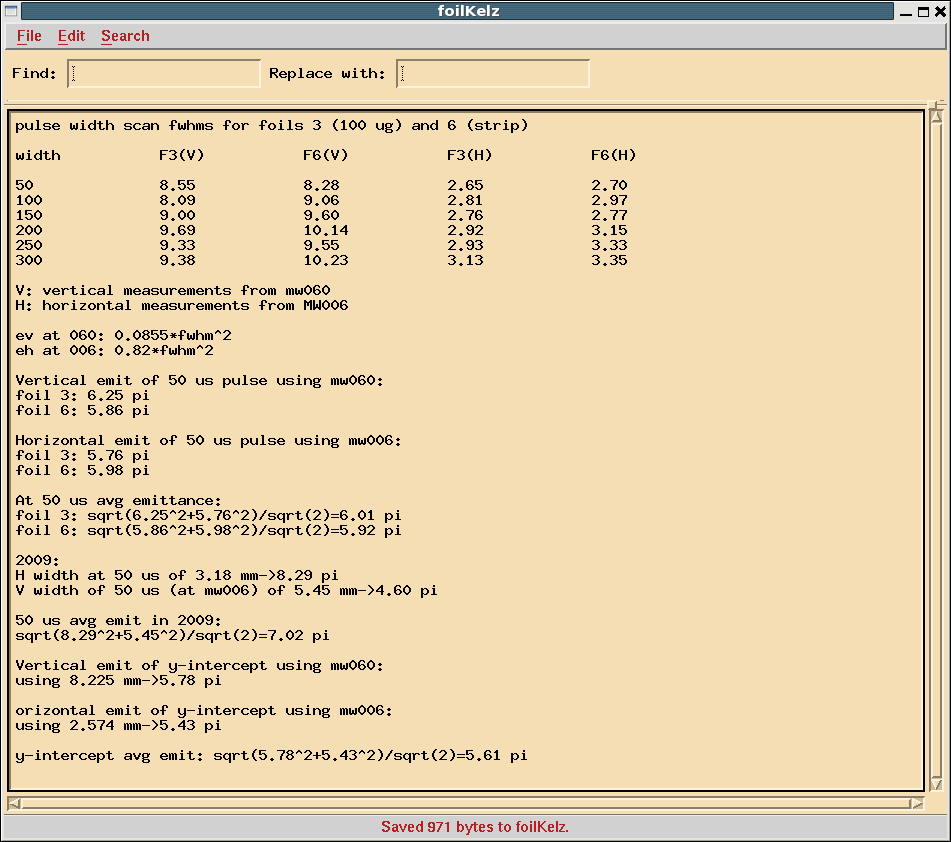 foilKelz
File Edit Search
Find: Replace with:
pulse width scan fwhms for foils 3 (100 ug) and 6 (strip)
width F3(V) F6(V) F3(H) F6(H)
50 8.55 8.28 2.65 2.70
100 8.09 9.06 2.81 2.97
150 9.00 9.60 2.76 2.77
200 9.69 10.14 2.92 3.15
250 9.33 9.55 2.93 3.33
300 9.38 10.23 3.13 3.35
V: vertical measurements from mw060
H: horizontal measurements from MW006
ev at 060: 0.0855*fwhm^2
eh at 006: 0.82*fwhm^2
Vertical emit of 50 us pulse using mw060:
foil 3: 6.25 pi
foil 6: 5.86 pi
Horizontal emit of 50 us pulse using mw006:
foil 3: 5.76 pi
foil 6: 5.98 pi
At 50 us avg emittance:
foil 3: sqrt(6.25^2+5.76^2)/sqrt(2)=6.01 pi
foil 6: sqrt(5.86^2+5.98^2)/sqrt(2)=5.92 pi
2009:
H width at 50 us of 3.18 mm->8.29 pi
V width of 50 us (at mw006) of 5.45 mm->4.60 pi
50 us avg emit in 2009:
sqrt(8.29^2+5.45^2)/sqrt(2)=7.02 pi
Vertical emit of y-intercept using mw060:
using 8.225 mm->5.78 pi
orizontal emit of y-intercept using mw006:
using 2.574 mm->5.43 pi
y-intercept avg emit: sqrt(5.78^2+5.43^2)/sqrt(2)=5.61 pi
Saved 971 bytes to foilKelz.